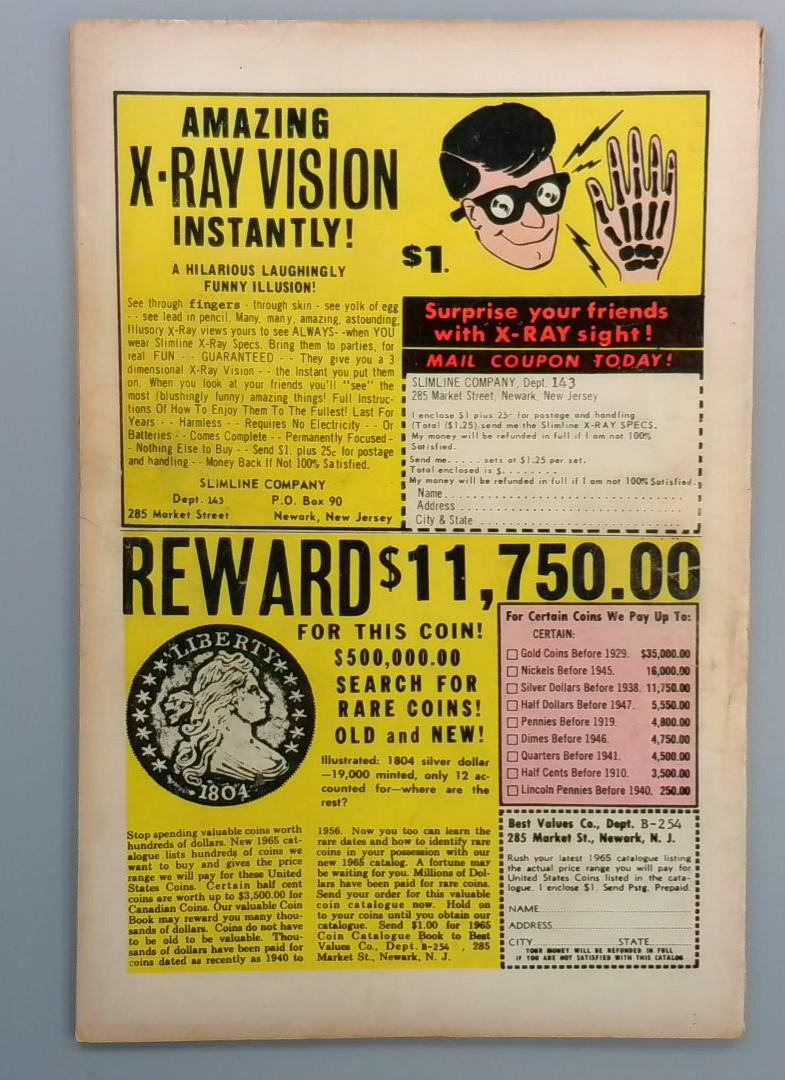 AMAZING
X-RAY VISION
INSTANTLY!
A HILARIOUS LAUGHINGLY
FUNNY ILLUSION!
See through fingers - through skin - see yolk of egg
- - see lead in pencil. Many, many, amazing, astounding,
Illusory X-Ray views yours to see ALWAYS- -when YOU
wear Slimline X-Ray Specs. Bring them to parties, for
real FUN - - GUARANTEED - - They give you a 3
dimensional X-Ray Vision - - the Instant you put them
on. When you look at your friends you'll "see" the
most (blushingly funny) amazing things! Full Instruc-
tions Of How To Enjoy Them To The Fullest! Last For
Years - - Harmless - - Requires No Electricity - - Or
Batteries - - Comes Complete - - Permanently Focused -
- Nothing Else to Buy - - Send $1. plus 25c for postage
and handling - - Money Back If Not 100% Satisfied.
SLIMLINE COMPANY
Dept. 143 P.O. Box 90
285 Market Street Newark, New Jersey
$1.
Surprise your friends
with X-RAY sight!
MAIL COUPON TODAY!
SLIMLINE COMPANY, Dept. 143
285 Market Street, Newark, New Jersey
I enclose $1 plus 25c for postage and handling
(Total ($1.25) send me the Slimline X-RAY SPECS.
My money will be refunded in full if I am not 100%
Satisfied.
Send me..... sets at $1.25 per set.
Total enclosed is $........
My money will be refunded in full if I am not 100% Satisfied.
Name
Address
City & State
REWARD $11,750.00
FOR THIS COIN!
$500,000.00
SEARCH FOR
RARE COINS!
OLD and NEW!
LIBERTY
1804
Illustrated: 1804 silver dollar
—19,000 minted, only 12 ac-
counted for—where are the
rest?
Stop spending valuable coins worth
hundreds of dollars. New 1965 cat-
alogue lists hundreds of coins we
want to buy and gives the price
range we will pay for these United
States Coins. Certain half cent
coins are worth up to $3,500.00 for
Canadian Coins. Our valuable Coin
Book may reward you many thou-
sands of dollars. Coins do not have
to be old to be valuable. Thou-
sands of dollars have been paid for
coins dated as recently as 1940 to
1956. Now you too can learn the
rare dates and how to identify rare
coins in your possession with our
new 1965 catalog. A fortune may
be waiting for you. Millions of Dol-
lars have been paid for rare coins.
Send your order for this valuable
coin catalogue now. Hold on
to your coins until you obtain our
catalogue. Send $1.00 for 1965
Coin Catalogue Book to Best
Values Co., Dept. B-254 , 285
Market St., Newark, N. J.
For Certain Coins We Pay Up To:
CERTAIN:
Gold Coins Before 1929. $35,000.00
Nickels Before 1945. 16,000.00
Silver Dollars Before 1938. 11,750.00
Half Dollars Before 1947. 5,550.00
Pennies Before 1919. 4,800.00
Dimes Before 1946. 4,750.00
Quarters Before 1941. 4,500.00
Half Cents Before 1910. 3,500.00
Lincoln Pennies Before 1940. 250.00
Best Values Co., Dept. B-254
285 Market St., Newark, N. J.
Rush your latest 1965 catalogue listing
the actual price range you will pay for
United States Coins listed in the cata-
logue. I enclose $1. Send Pstg. Prepaid.
NAME
ADDRESS
CITY STATE
YOUR MONEY WILL BE REFUNDED IN FULL
IF YOU ARE NOT SATISFIED WITH THIS CATALOG